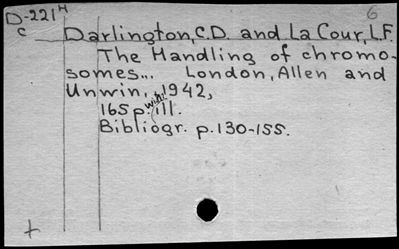 D-221H 6
C Darlington, C.D. and La Cour, L.F.
The Handling of chromo-
somes... London, Allen and
Unwin, 1942,
165 p. with ill.
Bibliogr. p. 130-155.